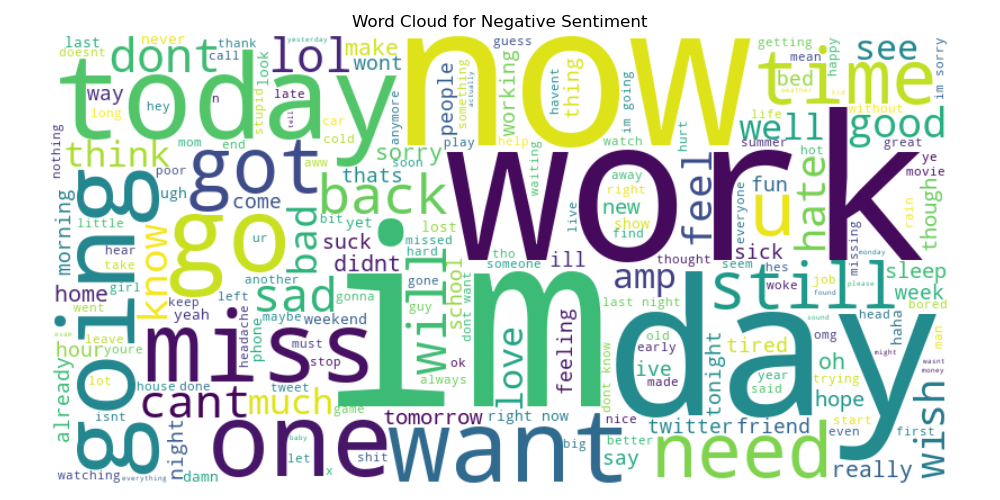 Word Cloud for Negative Sentiment
last
never
thank
yesterday
guess
getting
doesnt
dont
call
look
lol
make
wont
now
mean
happy
see
im sorry
today
time
way
hey
n
late
people
something
actually
working
havent
thing
im going
bed
weather
kid
without
long
stupid
tell
car
anymore
life
well
good
nothing
think
mom
end
cold
sorry
play
help
watch
hurt
summer
hot
great
poor
got
aww
soon
work
waiting
away
ye
movie
ugh
thats
back
feel
right
fun
hate
though
going
come
live
new
show
find
everyone
u
rain
morning
little
know
go
ur
bad
bit
yet
lost
missed
suck
didnt
hard
tho
someone
ill
thought
sick
missing
monday
hear
take
girl
another
gone
im
amp
seem
hes
woke
still
job
found
please
sleep
week
bored
home
went
keep
yeah
left
sad
gonna
will
guy
school
dont want
last night
day
sound
exam
leave
youre
miss
headache
phone
maybe
weekend
must
stop
ok
always
love
feeling
dont know
old
early
ive
made
tired
omg
head
haha
man
might
wasnt
money
hour
already
lot
house
done
tweet
game
oh
year
said
trying
hope
wish
isnt
cant
much
tomorrow
right now
nice
tonight
twitter
friend
start
even
first
night
one
baby
want
big
better
need
say
really
watching
everything
damn
let
x
shit